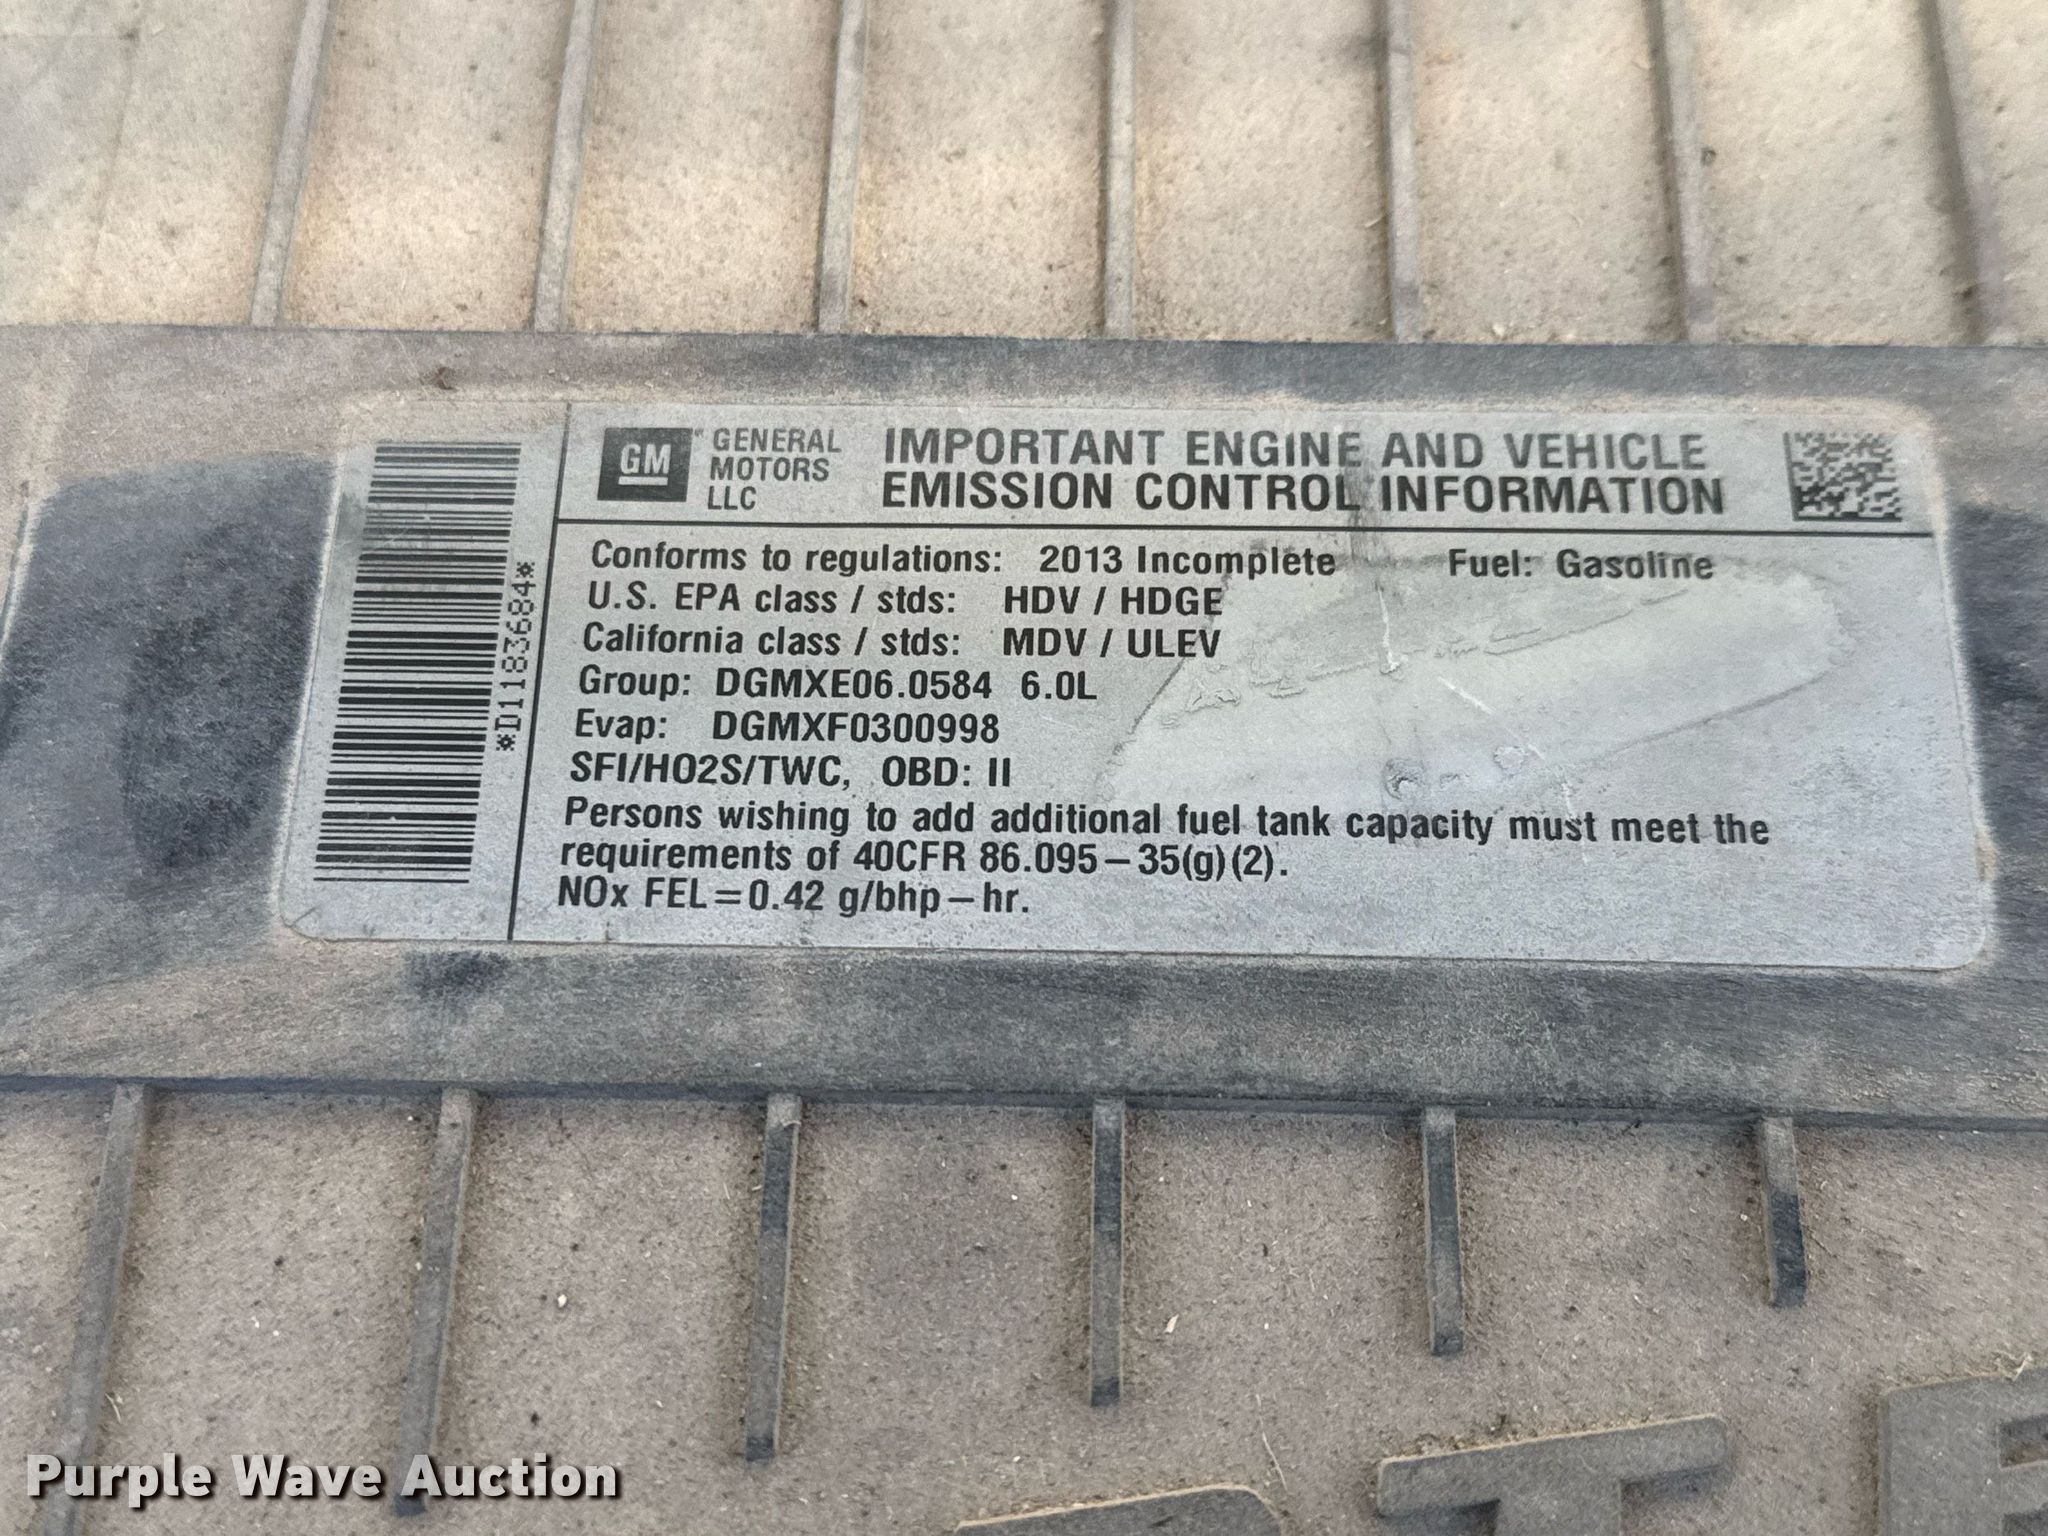 *D1183684*
GM
GENERAL
MOTORS
LLC
IMPORTANT ENGINE AND VEHICLE
EMISSION CONTROL INFORMATION
Conforms to regulations: 2013 Incomplete Fuel: Gasoline
U.S. EPA class / stds: HDV / HDGE
California class / stds: MDV / ULEV
Group: DGMXE06.0584 6.0L
Evap: DGMXF0300998
SFI/HO2S/TWC, OBD: II
Persons wishing to add additional fuel tank capacity must meet the
requirements of 40CFR 86.095–35(g)(2).
NOx FEL=0.42 g/bhp–hr.
Purple Wave Auction